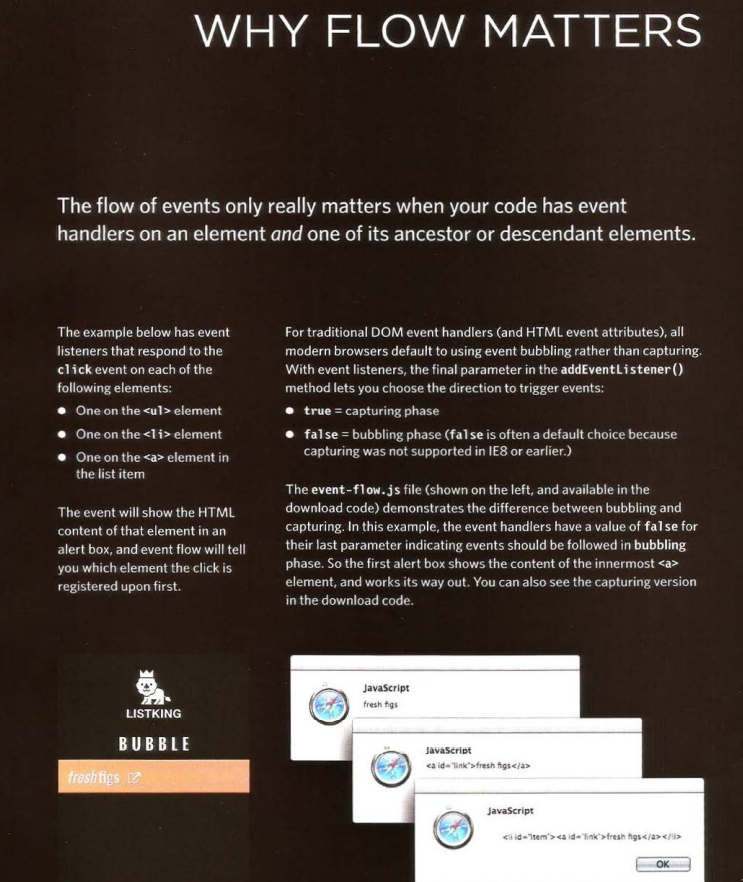 WHY FLOW MATTERS
The flow of events only really matters when your code has event
handlers on an element and one of its ancestor or descendant elements.
The example below has event
listeners that respond to the
click event on each of the
following elements:
● One on the <ul> element
● One on the <li> element
● One on the <a> element in
the list item
The event will show the HTML
content of that element in an
alert box, and event flow will tell
you which element the click is
registered upon first.
For traditional DOM event handlers (and HTML event attributes), all
modern browsers default to using event bubbling rather than capturing.
With event listeners, the final parameter in the addEventListener()
method lets you choose the direction to trigger events:
● true = capturing phase
● false = bubbling phase (false is often a default choice because
capturing was not supported in IE8 or earlier.)
The event-flow.js file (shown on the left, and available in the
download code) demonstrates the difference between bubbling and
capturing. In this example, the event handlers have a value of false for
their last parameter indicating events should be followed in bubbling
phase. So the first alert box shows the content of the innermost <a>
element, and works its way out. You can also see the capturing version
in the download code.
LISTKING
BUBBLE
fresh figs
JavaScript
fresh figs
JavaScript
<a id="link">fresh figs</a>
JavaScript
<li id="item"><a id="link">fresh figs</a></li>
OK